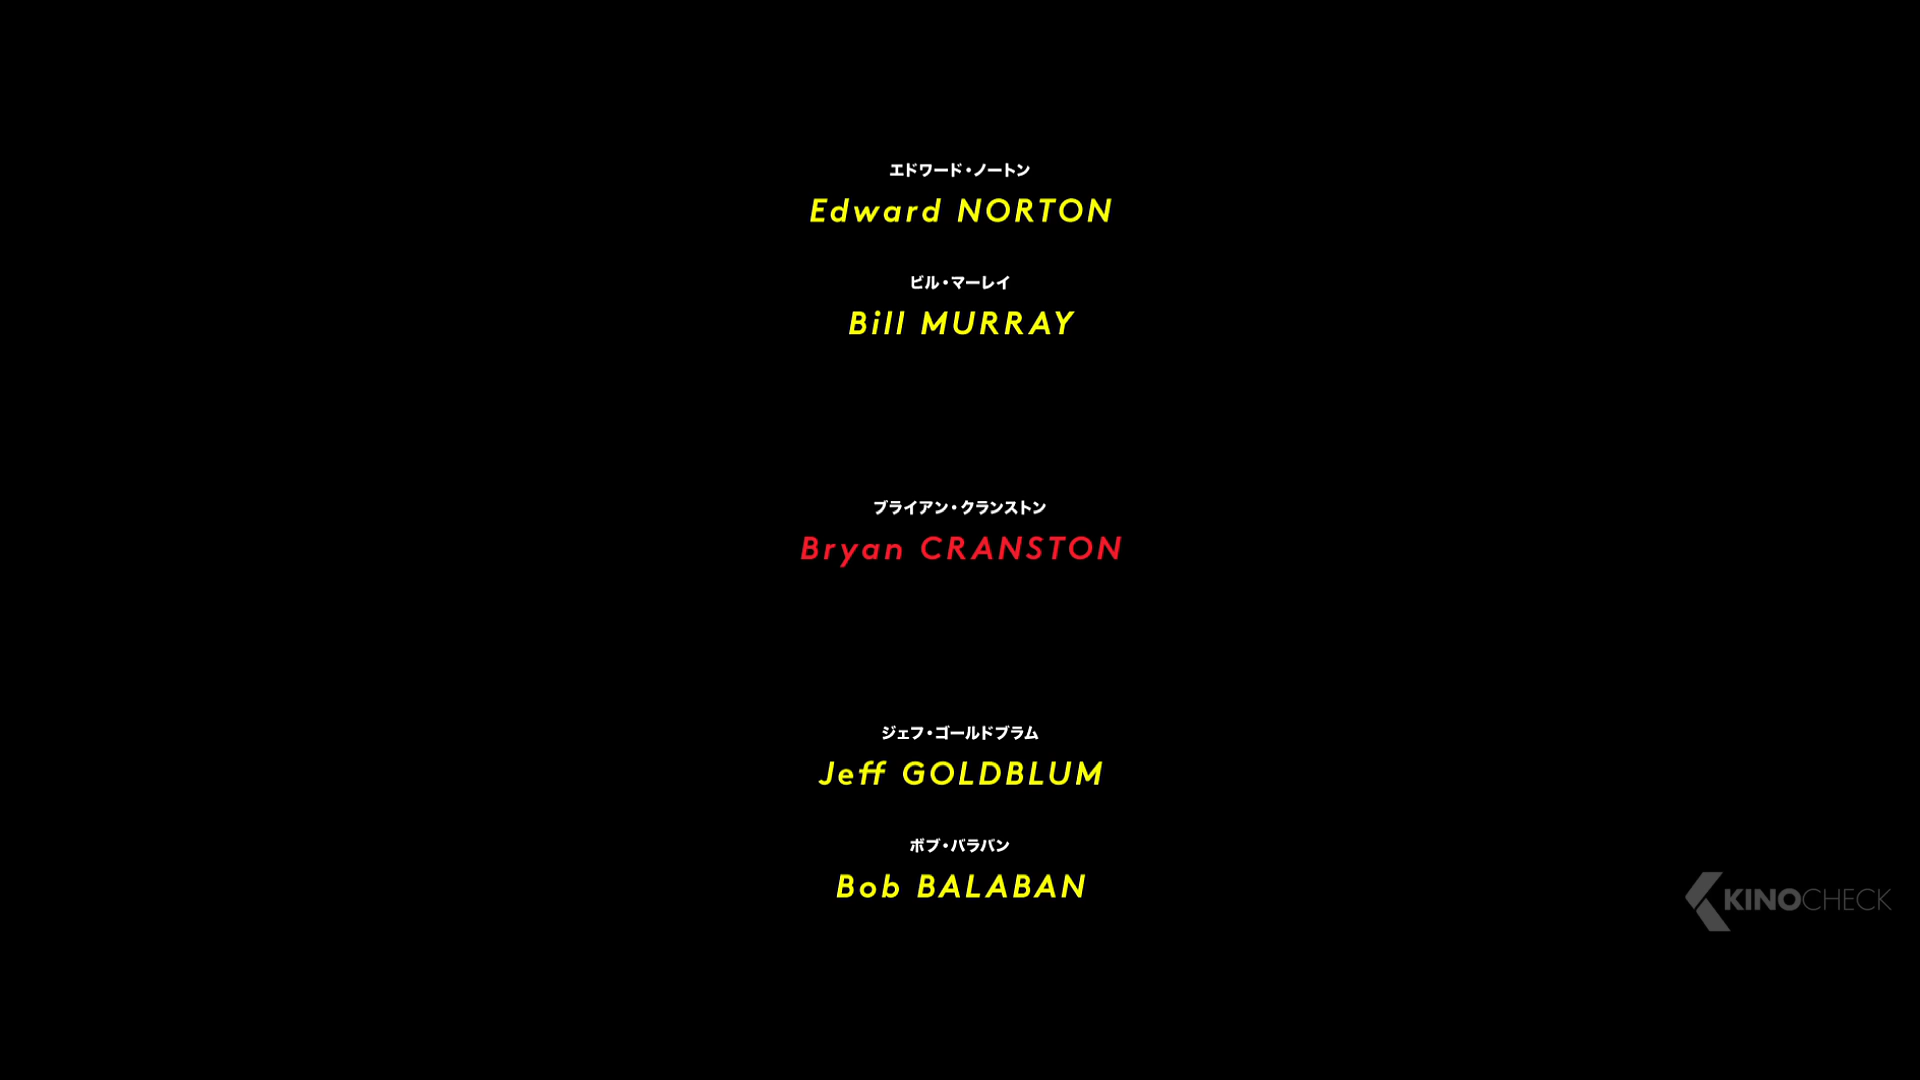 エドワード・ノートン
Edward NORTON
ビル・マーレイ
Bill MURRAY
ブライアン・クランストン
Bryan CRANSTON
ジェフ・ゴールドブラム
Jeff GOLDBLUM
ボブ・バラバン
Bob BALABAN
KINOCHECK